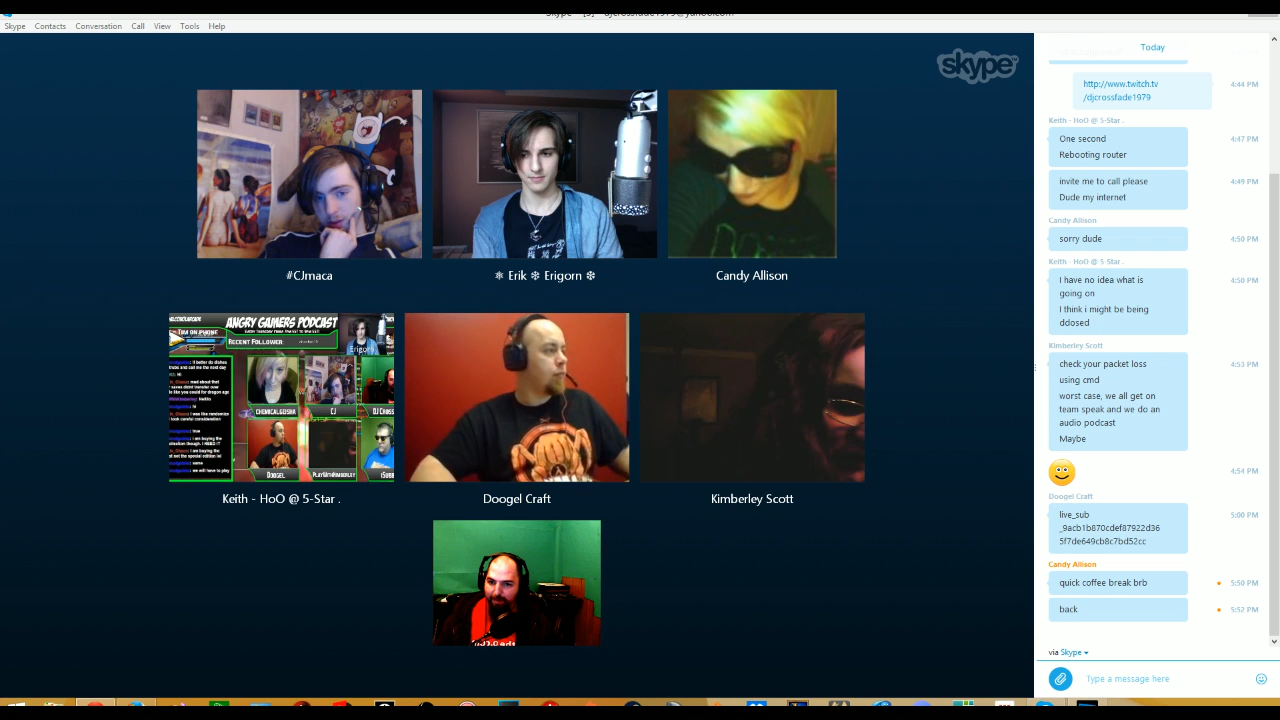 Skype Contacts Conversation Call View Tools Help
skype
#CJmaca
⚛ Erik ❄ Erigorn ❄
Candy Allison
ANGRY GAMERS PODCAST
RECENT FOLLOWER:
Erigorn
CHEMICALGEISHA
CJ
DOOGEL
PLAYWITHKIMBERLEY
Keith - HoO @ 5-Star .
Doogel Craft
Kimberley Scott
Today
http://www.twitch.tv
/djcrossfade1979
4:44 PM
Keith - HoO @ 5-Star .
One second
4:47 PM
Rebooting router
invite me to call please
4:49 PM
Dude my internet
Candy Allison
sorry dude
4:50 PM
Keith - HoO @ 5-Star .
I have no idea what is
4:50 PM
going on
I think i might be being
ddosed
Kimberley Scott
check your packet loss
4:53 PM
using cmd
worst case, we all get on
team speak and we do an
audio podcast
Maybe
4:54 PM
Doogel Craft
live_sub
5:00 PM
_9acb1b870cdef87922d36
5f7de649cb8c7bd52cc
Candy Allison
quick coffee break brb
5:50 PM
back
5:52 PM
via Skype
Type a message here